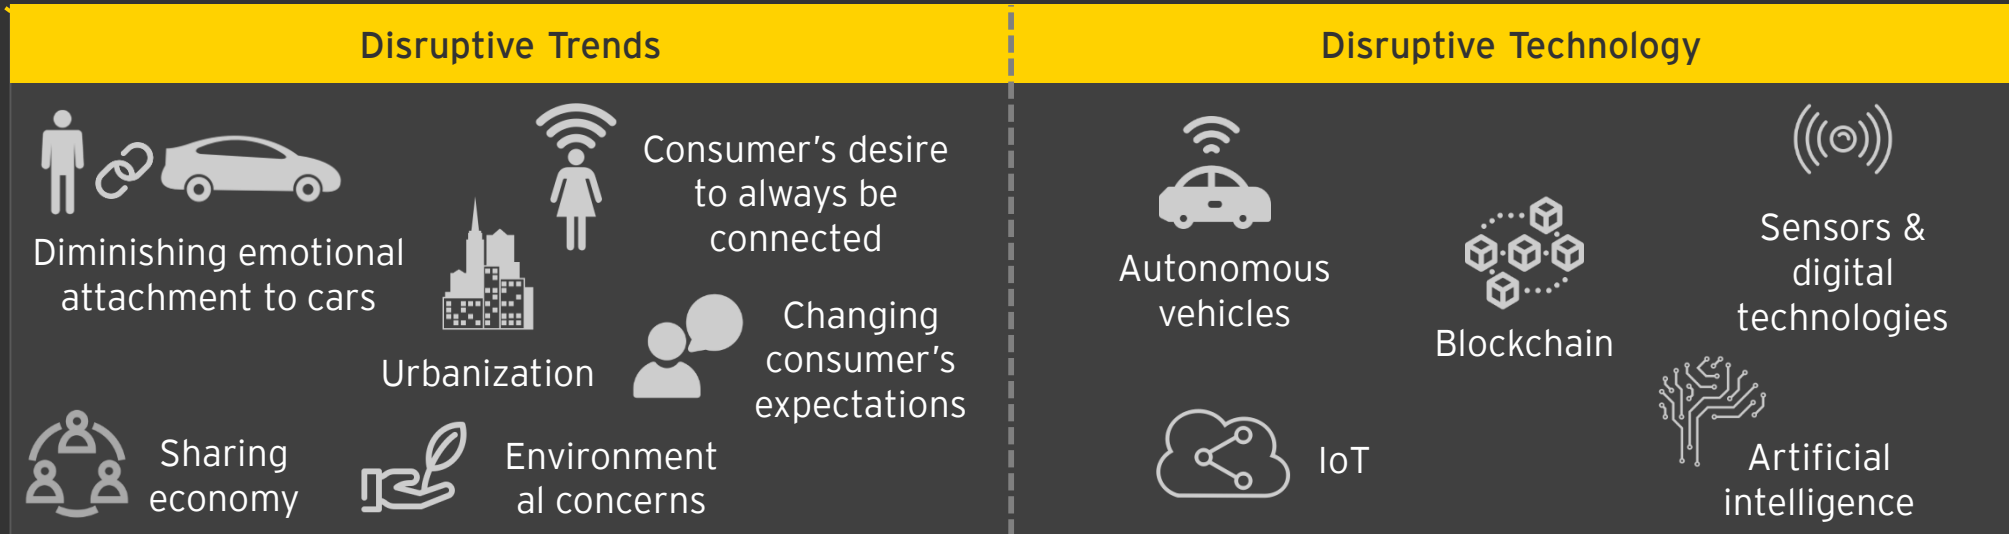 Disruptive Trends
Diminishing emotional
attachment to cars
Consumer's desire
to always be
connected
Urbanization
Changing
consumer's
expectations
Sharing
economy
Environment
al concerns
Disruptive Technology
Autonomous
vehicles
Blockchain
Sensors &
digital
technologies
IoT
Artificial
intelligence